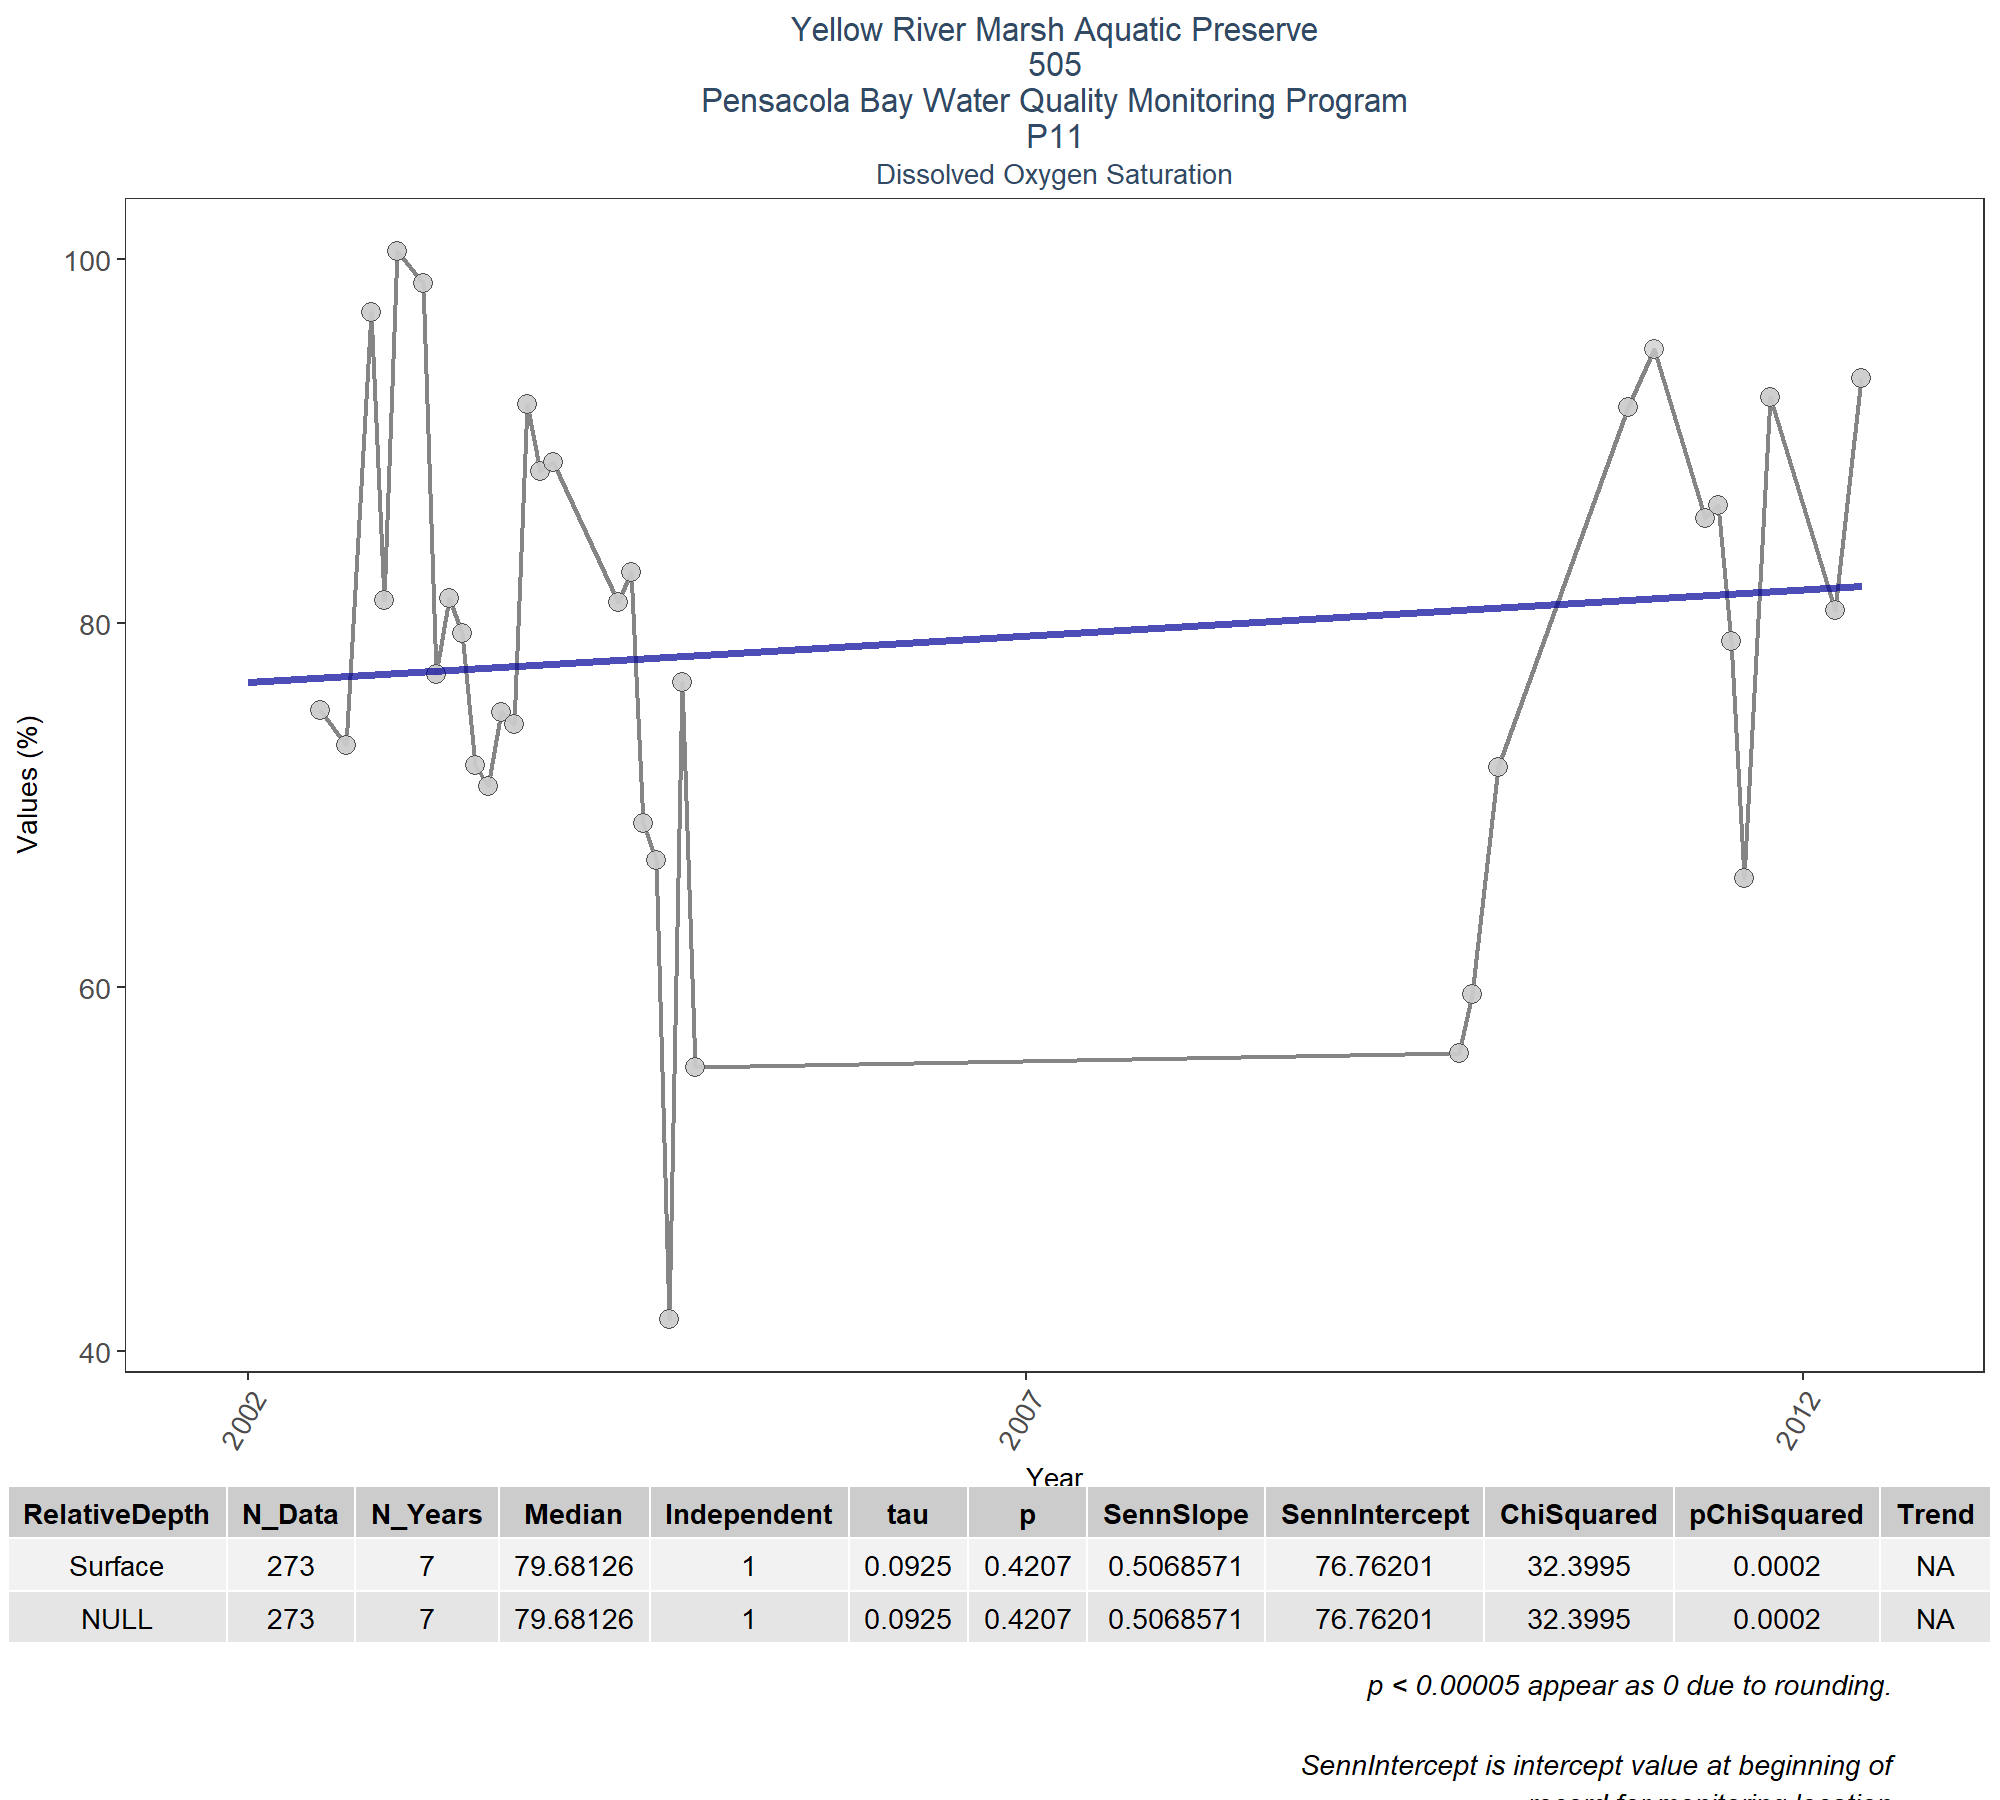 Yellow River Marsh Aquatic Preserve
505
Pensacola Bay Water Quality Monitoring Program
P11
Dissolved Oxygen Saturation
Values (%)
100
80
60
40
2002
2007
2012
Year
RelativeDepth N_Data N_Years Median Independent tau p SennSlope SennIntercept ChiSquared pChiSquared Trend
Surface 273 7 79.68126 1 0.0925 0.4207 0.5068571 76.76201 32.3995 0.0002 NA
NULL 273 7 79.68126 1 0.0925 0.4207 0.5068571 76.76201 32.3995 0.0002 NA
p < 0.00005 appear as 0 due to rounding.
SennIntercept is intercept value at beginning of
record for monitoring location